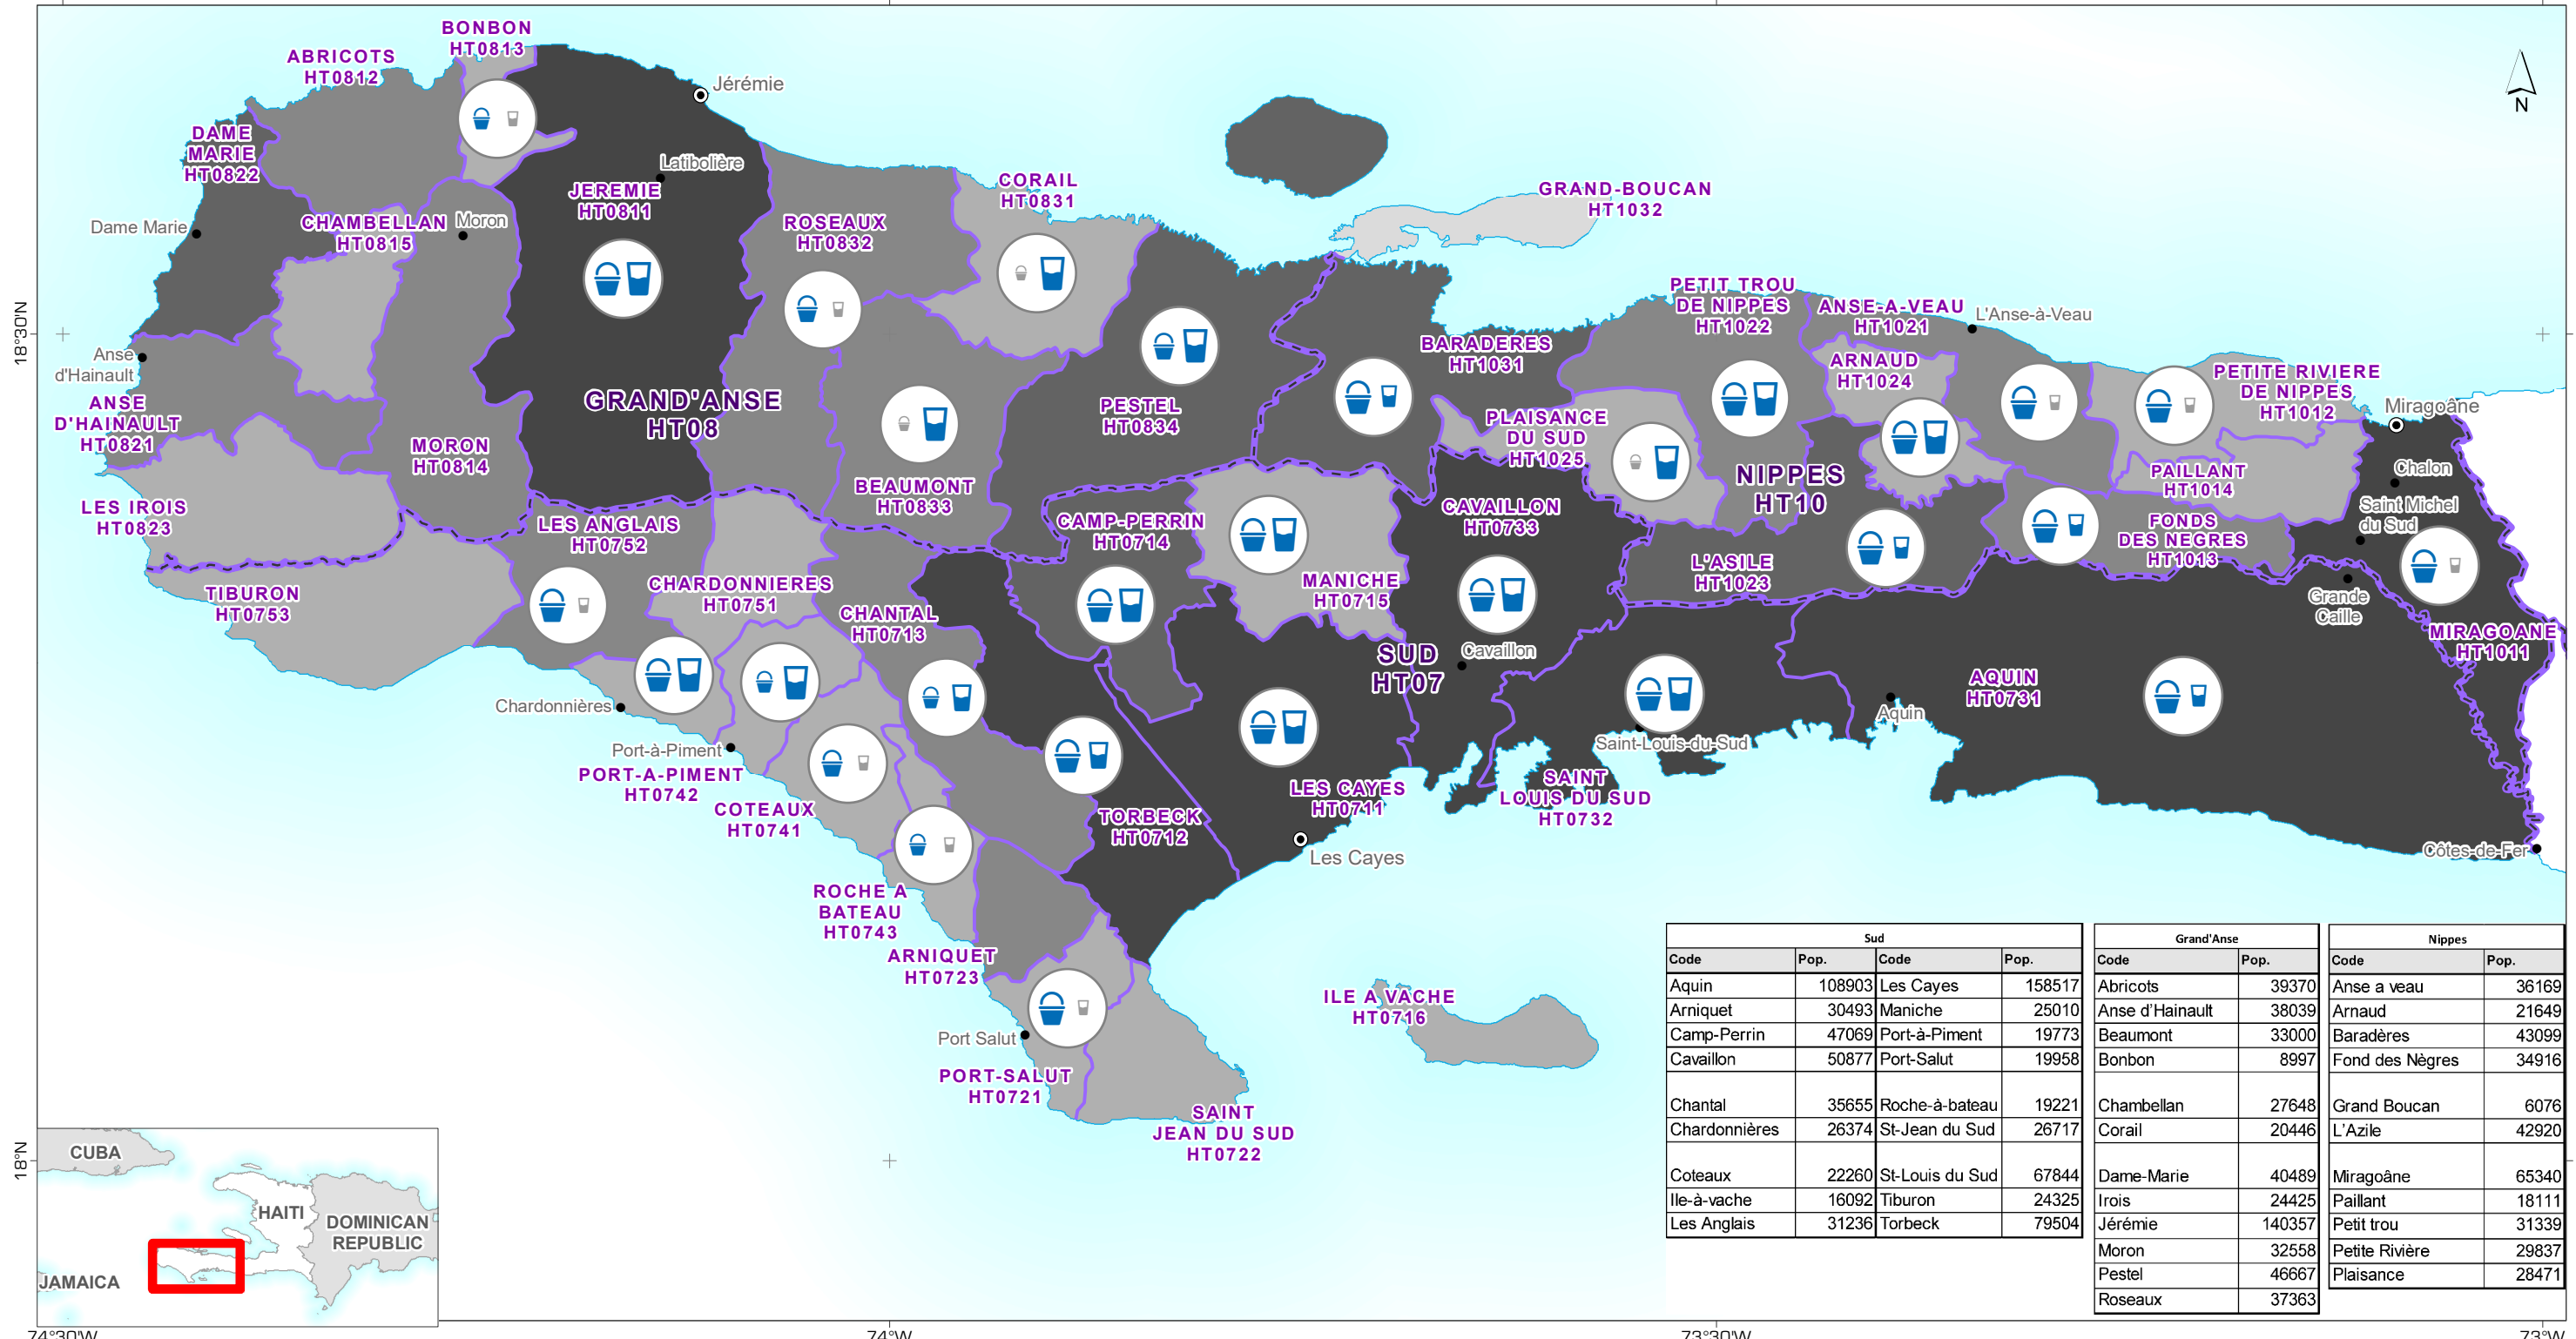 BONBON
HT0813
ABRICOTS
HT0812
Jérémie
N
DAME
MARIE
HT0822
Latibolière
JEREMIE
HT0811
CORAIL
HT0831
GRAND-BOUCAN
HT1032
Dame Marie
CHAMBELLAN
HT0815
Moron
ROSEAUX
HT0832
18°30'N
PETIT TROU
DE NIPPES
HT1022
ANSE-A-VEAU
HT1021
L'Anse-à-Veau
Anse
d'Hainault
BARADERES
HT1031
ARNAUD
HT1024
PETITE RIVIERE
DE NIPPES
HT1012
ANSE
D'HAINAULT
HT0821
GRAND'ANSE
HT08
PESTEL
HT0834
PLAISANCE
DU SUD
HT1025
Miragoâne
MORON
HT0814
BEAUMONT
HT0833
NIPPES
HT10
PAILLANT
HT1014
Chalon
LES IROIS
HT0823
LES ANGLAIS
HT0752
CAMP-PERRIN
HT0714
CAVAILLON
HT0733
Saint Michel
du Sud
FONDS
DES NEGRES
HT1013
L'ASILE
HT1023
TIBURON
HT0753
CHARDONNIERES
HT0751
MANICHE
HT0715
CHANTAL
HT0713
Grande
Caille
MIRAGOANE
HT1011
SUD
HT07
Cavaillon
AQUIN
HT0731
Chardonnières
Aquin
Port-à-Piment
Saint-Louis-du-Sud
PORT-A-PIMENT
HT0742
COTEAUX
HT0741
LES CAYES
HT0711
SAINT
LOUIS DU SUD
HT0732
TORBECK
HT0712
Les Cayes
Côtes-de-Fer
ROCHE A
BATEAU
HT0743
ARNIQUET
HT0723
ILE A VACHE
HT0716
Port Salut
PORT-SALUT
HT0721
SAINT
JEAN DU SUD
HT0722
18°N
CUBA
HAITI
DOMINICAN
REPUBLIC
JAMAICA
Sud
Code Pop. Code Pop.
Aquin 108903 Les Cayes 158517
Arniquet 30493 Maniche 25010
Camp-Perrin 47069 Port-à-Piment 19773
Cavaillon 50877 Port-Salut 19958
Chantal 35655 Roche-à-bateau 19221
Chardonnières 26374 St-Jean du Sud 26717
Coteaux 22260 St-Louis du Sud 67844
Ile-à-vache 16092 Tiburon 24325
Les Anglais 31236 Torbeck 79504
Grand'Anse
Code Pop.
Abricots 39370
Anse d'Hainault 38039
Beaumont 33000
Bonbon 8997
Chambellan 27648
Corail 20446
Dame-Marie 40489
Irois 24425
Jérémie 140357
Moron 32558
Pestel 46667
Roseaux 37363
Nippes
Code Pop.
Anse a veau 36169
Arnaud 21649
Baradères 43099
Fond des Nègres 34916
Grand Boucan 6076
L'Azile 42920
Miragoâne 65340
Paillant 18111
Petit trou 31339
Petite Rivière 29837
Plaisance 28471
74°30'W 74°W 73°30'W 73°W